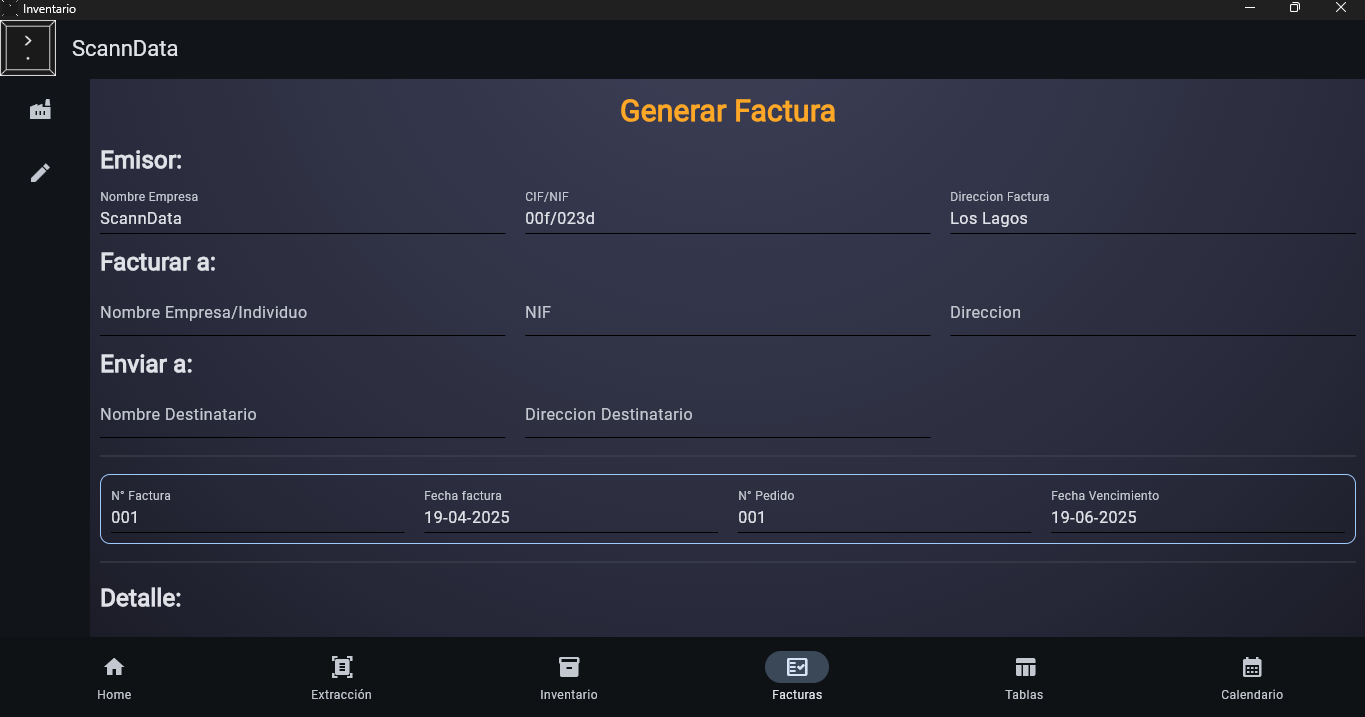 Inventario
ScannData
Generar Factura
Emisor:
Nombre Empresa CIF/NIF Direccion Factura
ScannData 00f/023d Los Lagos
Facturar a:
Nombre Empresa/Individuo NIF Direccion
Enviar a:
Nombre Destinatario Direccion Destinatario
N° Factura Fecha factura N° Pedido Fecha Vencimiento
001 19-04-2025 001 19-06-2025
Detalle:
Home Extracción Inventario Facturas Tablas Calendario